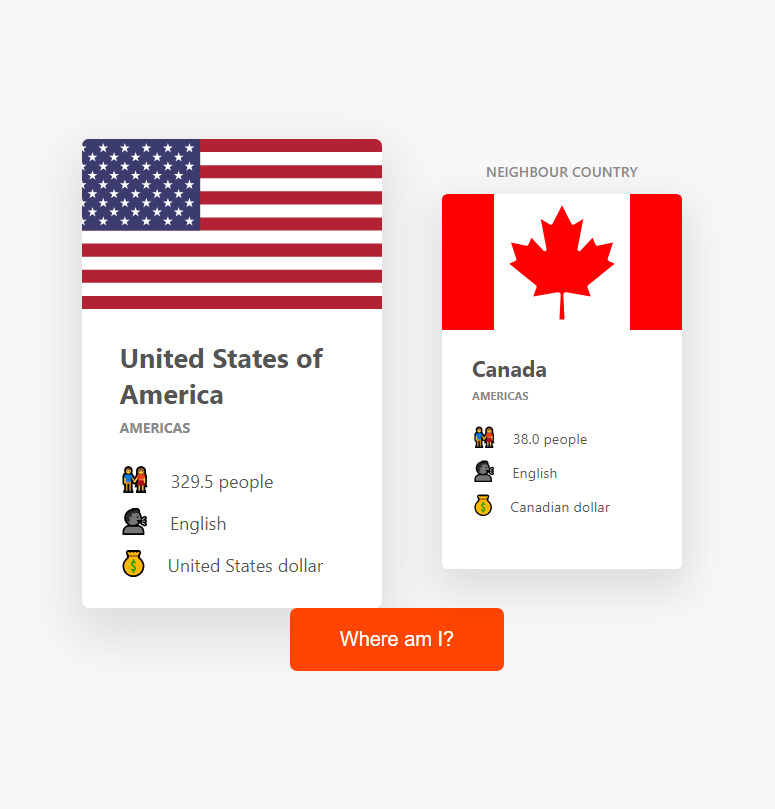 United States of
America
AMERICAS
329.5 people
English
United States dollar
NEIGHBOUR COUNTRY
Canada
AMERICAS
38.0 people
English
Canadian dollar
Where am I?